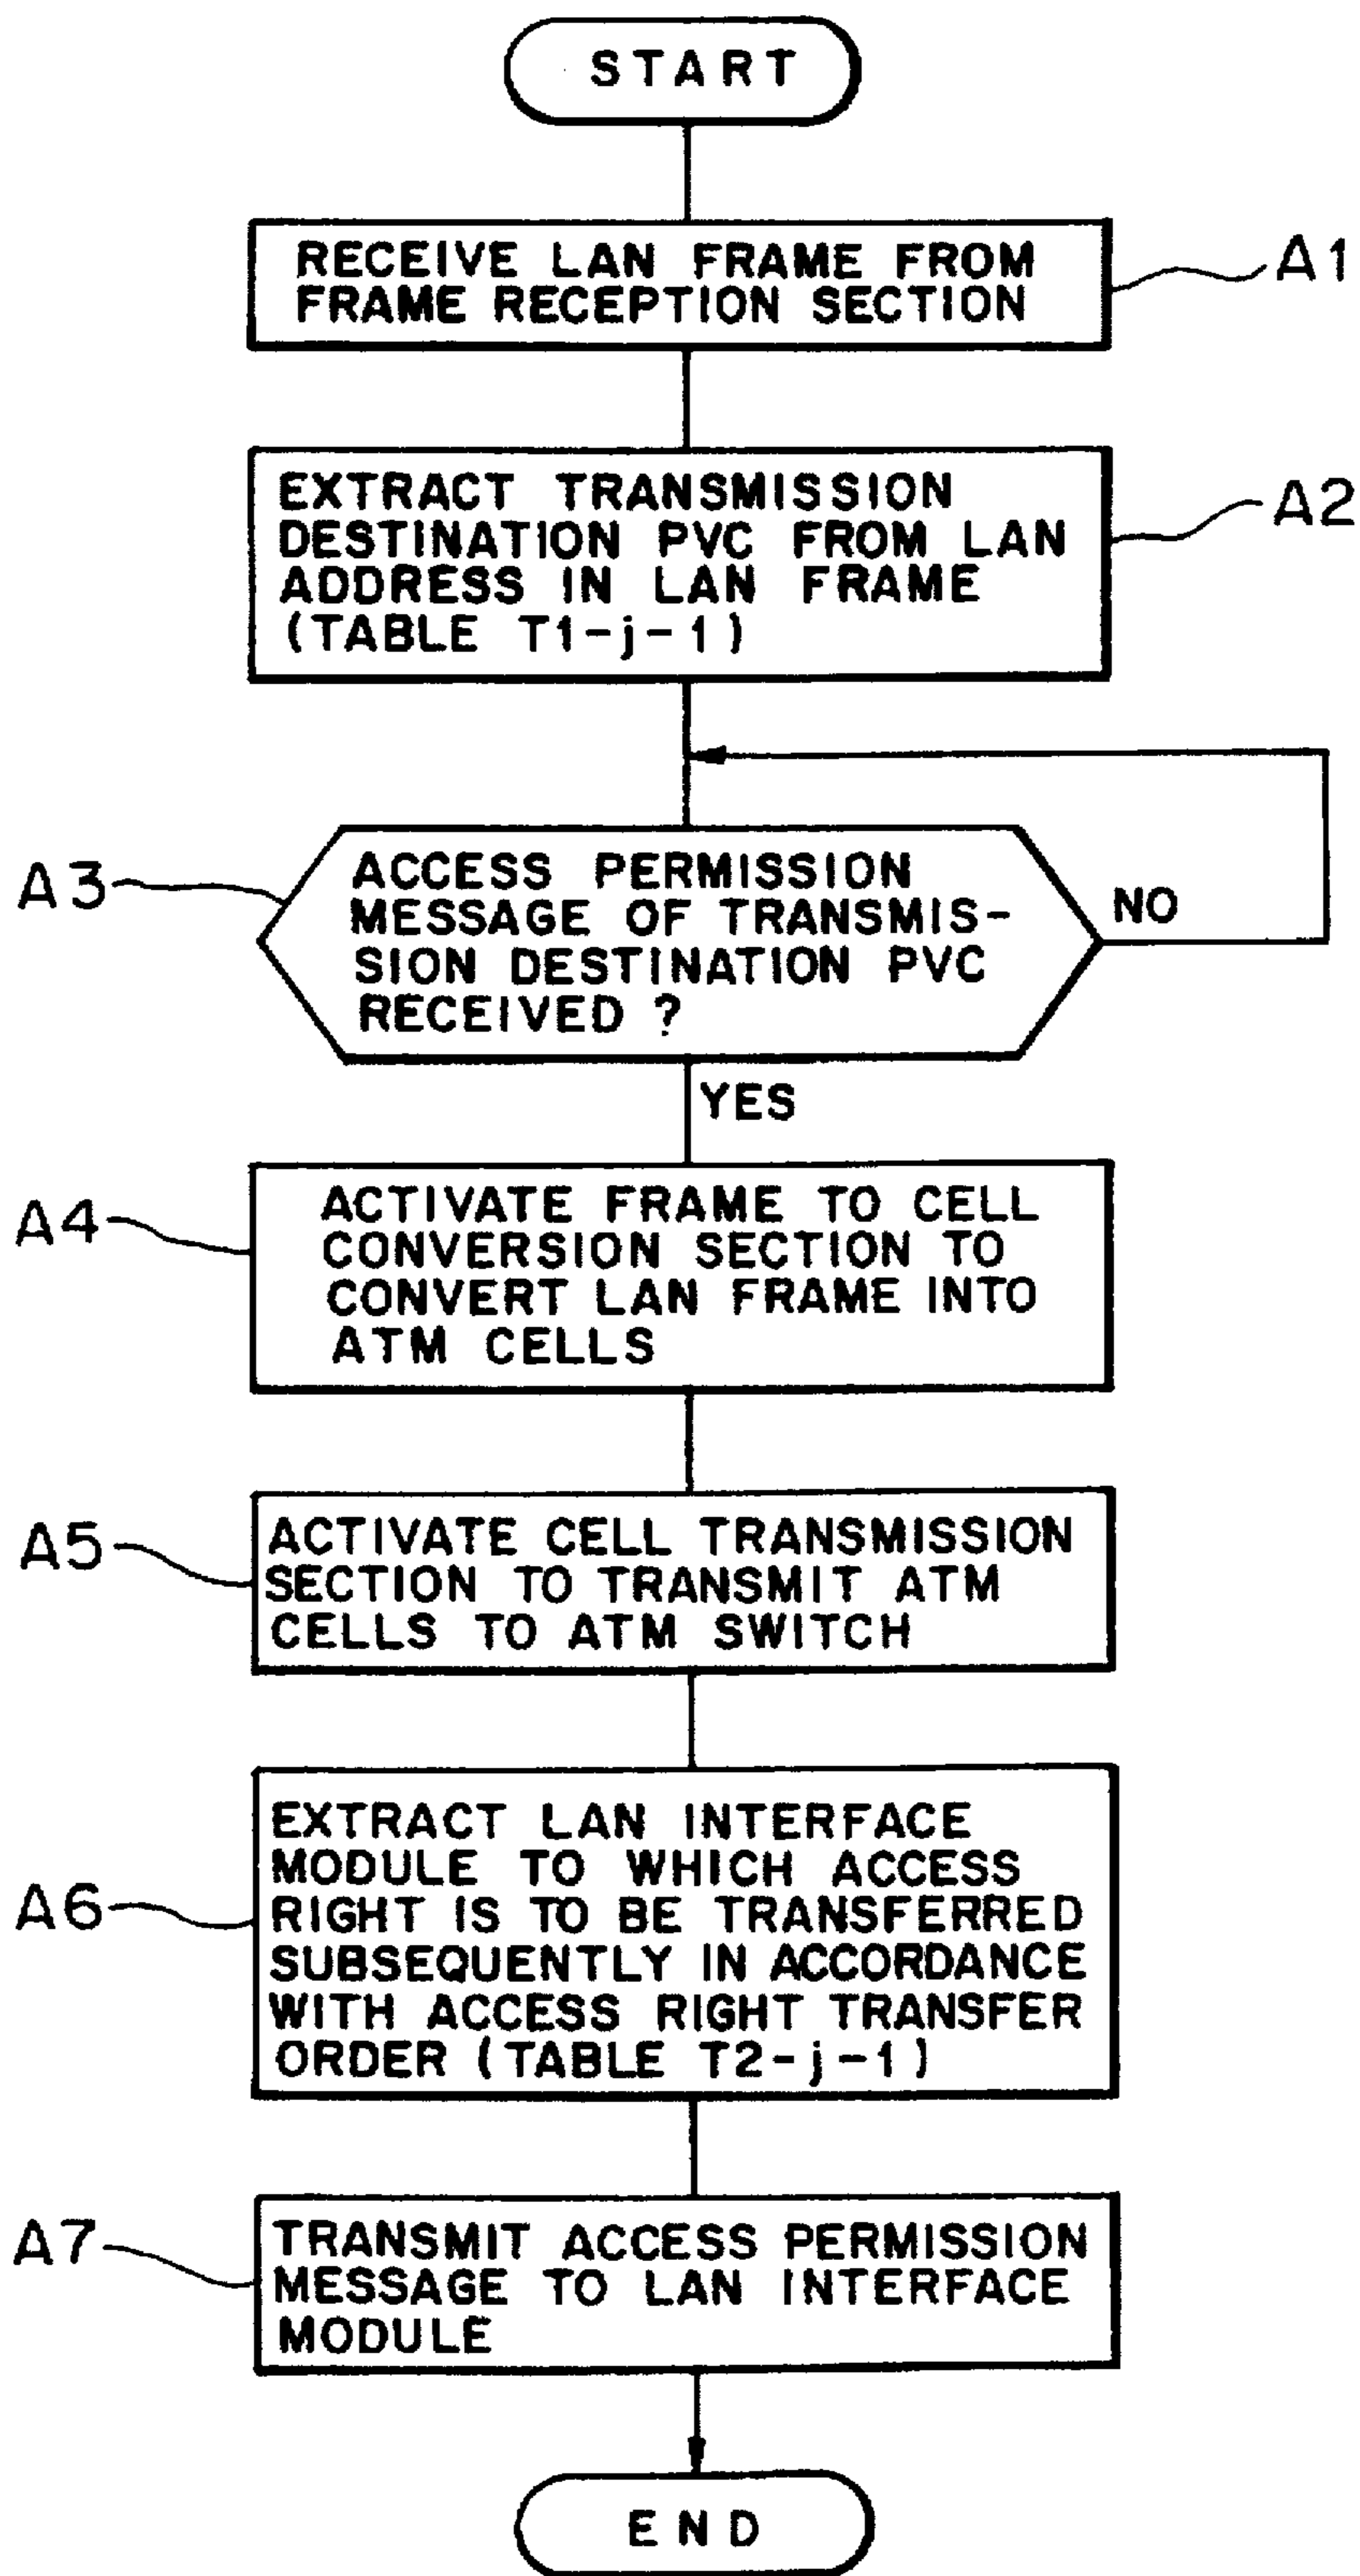 START
RECEIVE LAN FRAME FROM
FRAME RECEPTION SECTION
A1
EXTRACT TRANSMISSION
DESTINATION PVC FROM LAN
ADDRESS IN LAN FRAME
(TABLE T1-j-1)
A2
A3
ACCESS PERMISSION
MESSAGE OF TRANSMIS-
SION DESTINATION PVC
RECEIVED ?
NO
YES
A4
ACTIVATE FRAME TO CELL
CONVERSION SECTION TO
CONVERT LAN FRAME INTO
ATM CELLS
A5
ACTIVATE CELL TRANSMISSION
SECTION TO TRANSMIT ATM
CELLS TO ATM SWITCH
A6
EXTRACT LAN INTERFACE
MODULE TO WHICH ACCESS
RIGHT IS TO BE TRANSFERRED
SUBSEQUENTLY IN ACCORDANCE
WITH ACCESS RIGHT TRANSFER
ORDER (TABLE T2-j-1)
A7
TRANSMIT ACCESS PERMISSION
MESSAGE TO LAN INTERFACE
MODULE
END